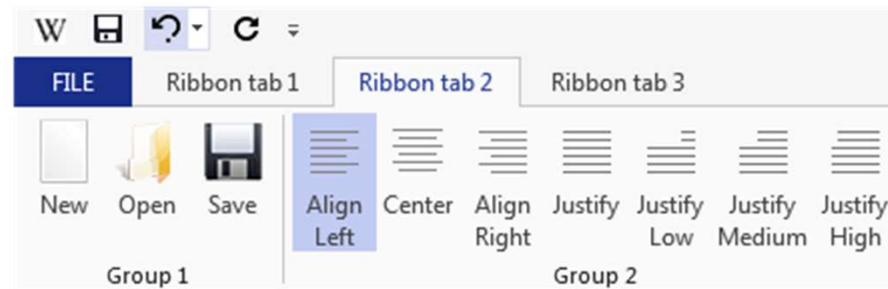 W
FILE Ribbon tab 1 Ribbon tab 2 Ribbon tab 3
New Open Save Align Center Align Justify Justify Justify Justify
Left Right Low Medium High
Group 1 Group 2